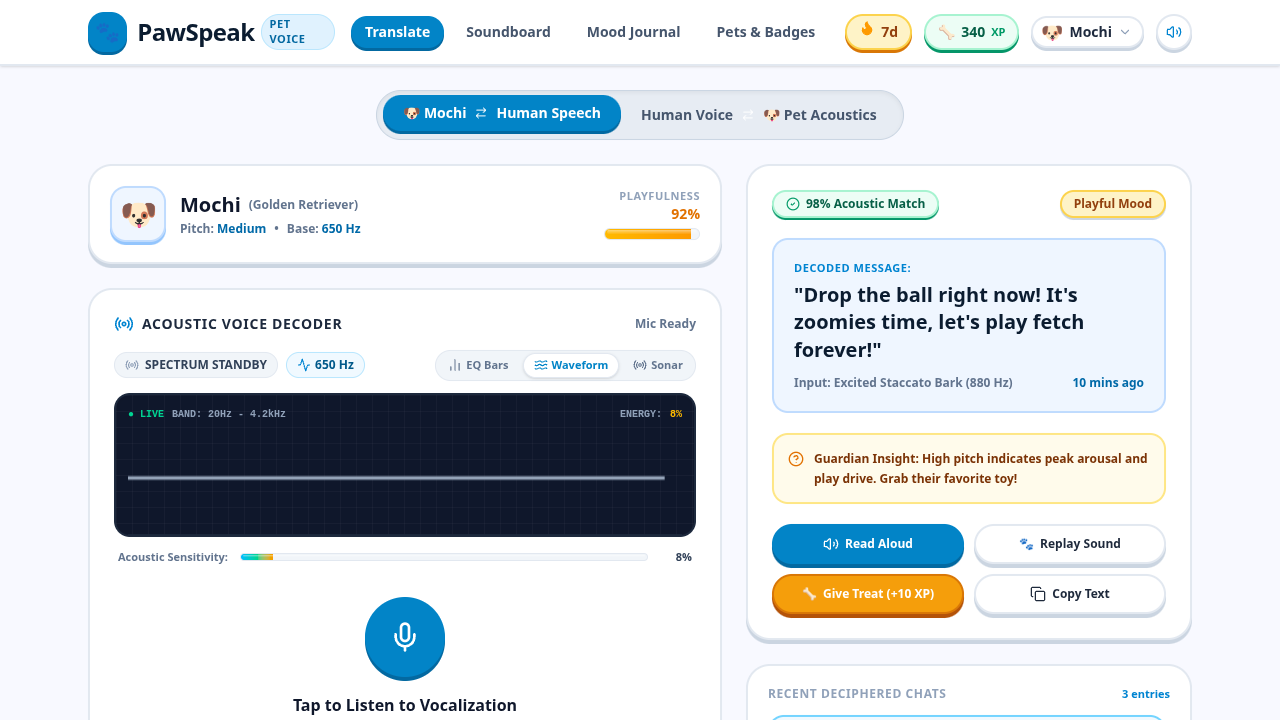 PawSpeak
PET VOICE
Translate
Soundboard
Mood Journal
Pets & Badges
7d
340 XP
Mochi
Mochi ⇄ Human Speech
Human Voice ⇄ Pet Acoustics
Mochi (Golden Retriever)
Pitch: Medium • Base: 650 Hz
PLAYFULNESS
92%
ACOUSTIC VOICE DECODER
Mic Ready
SPECTRUM STANDBY
650 Hz
EQ Bars
Waveform
Sonar
● LIVE BAND: 20Hz - 4.2kHz
ENERGY: 8%
Acoustic Sensitivity:
8%
Tap to Listen to Vocalization
98% Acoustic Match
Playful Mood
DECODED MESSAGE:
"Drop the ball right now! It's
zoomies time, let's play fetch
forever!"
Input: Excited Staccato Bark (880 Hz)
10 mins ago
Guardian Insight: High pitch indicates peak arousal and
play drive. Grab their favorite toy!
Read Aloud
Replay Sound
Give Treat (+10 XP)
Copy Text
RECENT DECIPHERED CHATS
3 entries